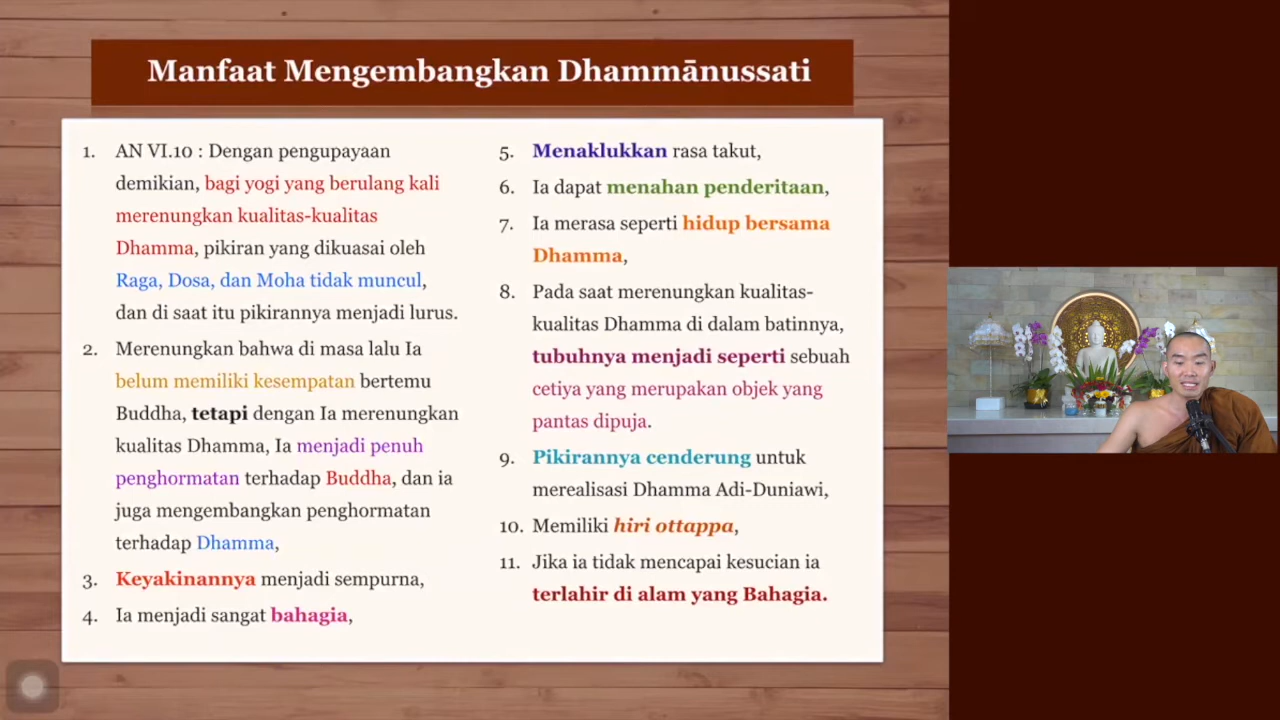 Manfaat Mengembangkan Dhammānussati
1. AN VI.10 : Dengan pengupayaan
demikian, bagi yogi yang berulang kali
merenungkan kualitas-kualitas
Dhamma, pikiran yang dikuasai oleh
Raga, Dosa, dan Moha tidak muncul,
dan di saat itu pikirannya menjadi lurus.
2. Merenungkan bahwa di masa lalu Ia
belum memiliki kesempatan bertemu
Buddha, tetapi dengan Ia merenungkan
kualitas Dhamma, Ia menjadi penuh
penghormatan terhadap Buddha, dan ia
juga mengembangkan penghormatan
terhadap Dhamma,
3. Keyakinannya menjadi sempurna,
4. Ia menjadi sangat bahagia,
5. Menaklukkan rasa takut,
6. Ia dapat menahan penderitaan,
7. Ia merasa seperti hidup bersama
Dhamma,
8. Pada saat merenungkan kualitas-
kualitas Dhamma di dalam batinnya,
tubuhnya menjadi seperti sebuah
cetiya yang merupakan objek yang
pantas dipuja.
9. Pikirannya cenderung untuk
merealisasi Dhamma Adi-Duniawi,
10. Memiliki hiri ottappa,
11. Jika ia tidak mencapai kesucian ia
terlahir di alam yang Bahagia.